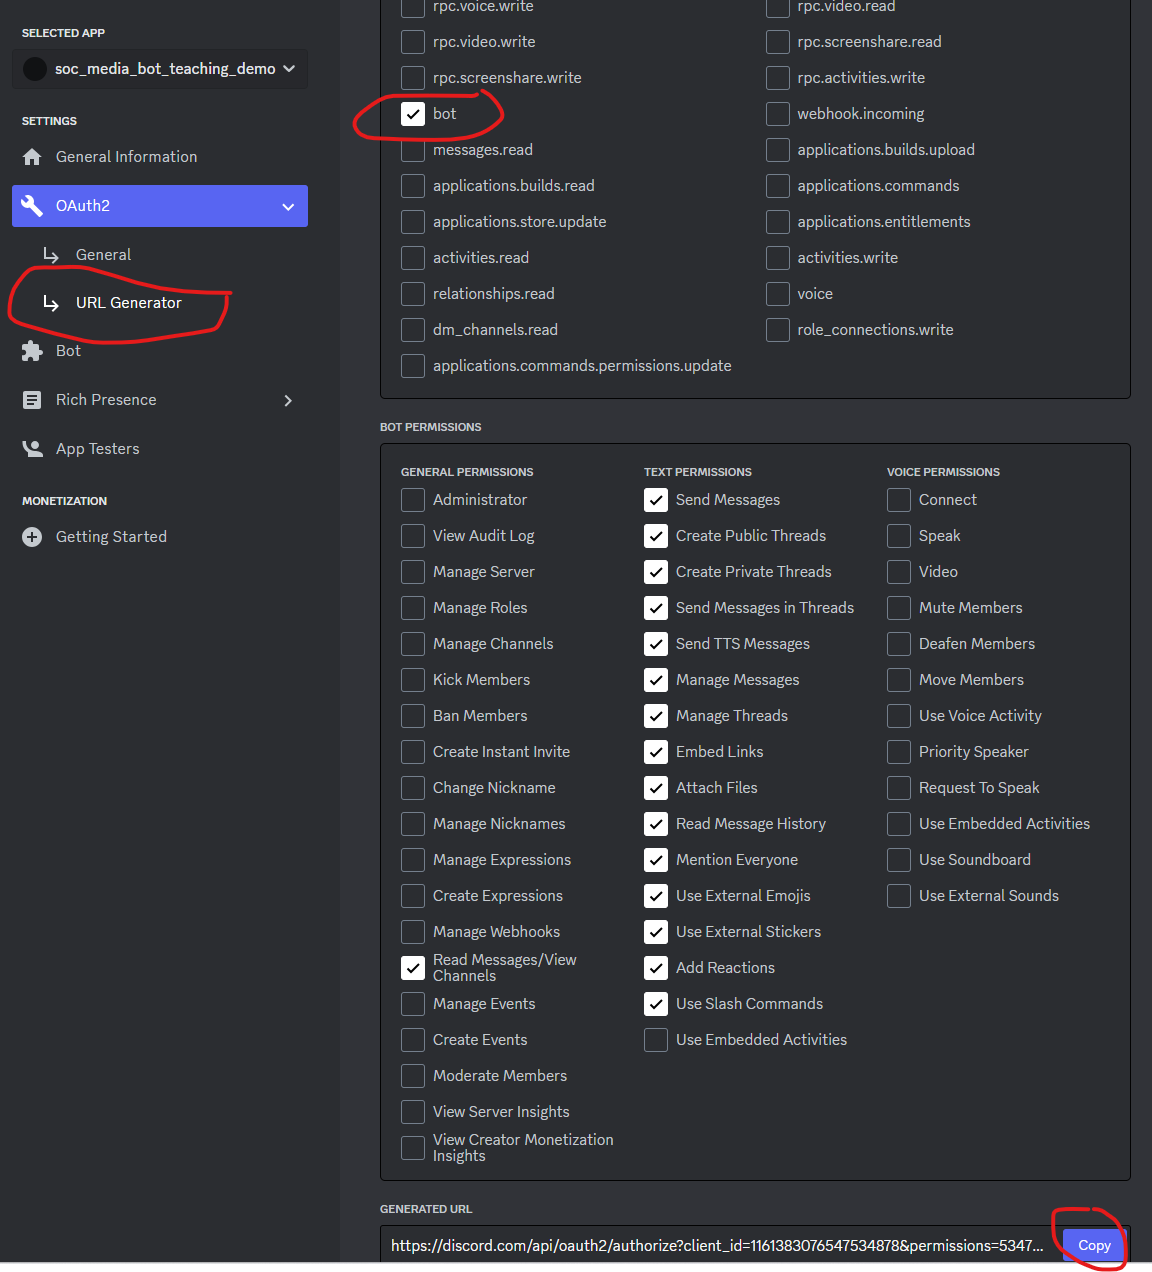 SELECTED APP
soc_media_bot_teaching_demo
SETTINGS
General Information
OAuth2
General
URL Generator
Bot
Rich Presence
App Testers
MONETIZATION
Getting Started
rpc.voice.write
rpc.video.read
rpc.video.write
rpc.screenshare.read
rpc.screenshare.write
rpc.activities.write
bot
webhook.incoming
messages.read
applications.builds.upload
applications.builds.read
applications.commands
applications.store.update
applications.entitlements
activities.read
activities.write
relationships.read
voice
dm_channels.read
role_connections.write
applications.commands.permissions.update
BOT PERMISSIONS
GENERAL PERMISSIONS
Administrator
View Audit Log
Manage Server
Manage Roles
Manage Channels
Kick Members
Ban Members
Create Instant Invite
Change Nickname
Manage Nicknames
Manage Expressions
Create Expressions
Manage Webhooks
Read Messages/View
Channels
Manage Events
Create Events
Moderate Members
View Server Insights
View Creator Monetization
Insights
TEXT PERMISSIONS
Send Messages
Create Public Threads
Create Private Threads
Send Messages in Threads
Send TTS Messages
Manage Messages
Manage Threads
Embed Links
Attach Files
Read Message History
Mention Everyone
Use External Emojis
Use External Stickers
Add Reactions
Use Slash Commands
Use Embedded Activities
VOICE PERMISSIONS
Connect
Speak
Video
Mute Members
Deafen Members
Move Members
Use Voice Activity
Priority Speaker
Request To Speak
Use Embedded Activities
Use Soundboard
Use External Sounds
GENERATED URL
https://discord.com/api/oauth2/authorize?client_id=1161383076547534878&permissions=5347...
Copy